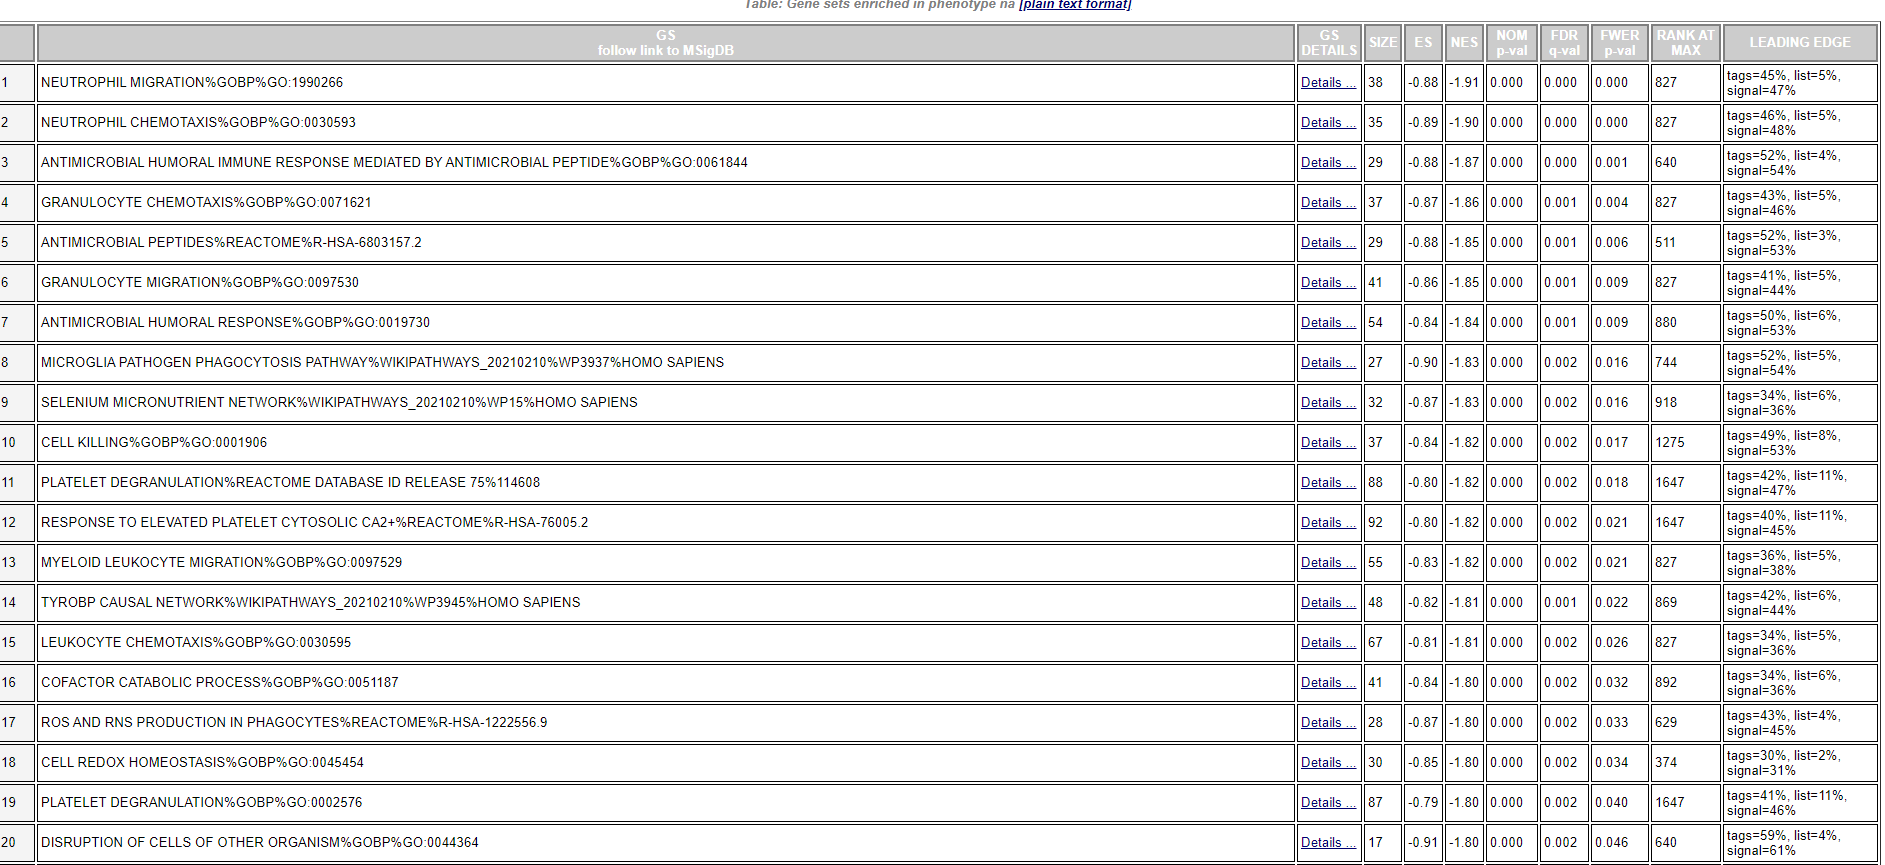 Table: Gene sets enriched in phenotype na [plain text format]
GS follow link to MSigDB GS DETAILS SIZE ES NES NOM p-val FDR q-val FWER p-val RANK AT MAX LEADING EDGE
1 NEUTROPHIL MIGRATION%GOBP%GO:1990266 Details ... 38 -0.88 -1.91 0.000 0.000 0.000 827 tags=45%, list=5%, signal=47%
2 NEUTROPHIL CHEMOTAXIS%GOBP%GO:0030593 Details ... 35 -0.89 -1.90 0.000 0.000 0.000 827 tags=46%, list=5%, signal=48%
3 ANTIMICROBIAL HUMORAL IMMUNE RESPONSE MEDIATED BY ANTIMICROBIAL PEPTIDE%GOBP%GO:0061844 Details ... 29 -0.88 -1.87 0.000 0.000 0.001 640 tags=52%, list=4%, signal=54%
4 GRANULOCYTE CHEMOTAXIS%GOBP%GO:0071621 Details ... 37 -0.87 -1.86 0.000 0.001 0.004 827 tags=43%, list=5%, signal=46%
5 ANTIMICROBIAL PEPTIDES%REACTOME%R-HSA-6803157.2 Details ... 29 -0.88 -1.85 0.000 0.001 0.006 511 tags=52%, list=3%, signal=53%
6 GRANULOCYTE MIGRATION%GOBP%GO:0097530 Details ... 41 -0.86 -1.85 0.000 0.001 0.009 827 tags=41%, list=5%, signal=44%
7 ANTIMICROBIAL HUMORAL RESPONSE%GOBP%GO:0019730 Details ... 54 -0.84 -1.84 0.000 0.001 0.009 880 tags=50%, list=6%, signal=53%
8 MICROGLIA PATHOGEN PHAGOCYTOSIS PATHWAY%WIKIPATHWAYS_20210210%WP3937%HOMO SAPIENS Details ... 27 -0.90 -1.83 0.000 0.002 0.016 744 tags=52%, list=5%, signal=54%
9 SELENIUM MICRONUTRIENT NETWORK%WIKIPATHWAYS_20210210%WP15%HOMO SAPIENS Details ... 32 -0.87 -1.83 0.000 0.002 0.016 918 tags=34%, list=6%, signal=36%
10 CELL KILLING%GOBP%GO:0001906 Details ... 37 -0.84 -1.82 0.000 0.002 0.017 1275 tags=49%, list=8%, signal=53%
11 PLATELET DEGRANULATION%REACTOME DATABASE ID RELEASE 75%114608 Details ... 88 -0.80 -1.82 0.000 0.002 0.018 1647 tags=42%, list=11%, signal=47%
12 RESPONSE TO ELEVATED PLATELET CYTOSOLIC CA2+%REACTOME%R-HSA-76005.2 Details ... 92 -0.80 -1.82 0.000 0.002 0.021 1647 tags=40%, list=11%, signal=45%
13 MYELOID LEUKOCYTE MIGRATION%GOBP%GO:0097529 Details ... 55 -0.83 -1.82 0.000 0.002 0.021 827 tags=36%, list=5%, signal=38%
14 TYROBP CAUSAL NETWORK%WIKIPATHWAYS_20210210%WP3945%HOMO SAPIENS Details ... 48 -0.82 -1.81 0.000 0.001 0.022 869 tags=42%, list=6%, signal=44%
15 LEUKOCYTE CHEMOTAXIS%GOBP%GO:0030595 Details ... 67 -0.81 -1.81 0.000 0.002 0.026 827 tags=34%, list=5%, signal=36%
16 COFACTOR CATABOLIC PROCESS%GOBP%GO:0051187 Details ... 41 -0.84 -1.80 0.000 0.002 0.032 892 tags=34%, list=6%, signal=36%
17 ROS AND RNS PRODUCTION IN PHAGOCYTES%REACTOME%R-HSA-1222556.9 Details ... 28 -0.87 -1.80 0.000 0.002 0.033 629 tags=43%, list=4%, signal=45%
18 CELL REDOX HOMEOSTASIS%GOBP%GO:0045454 Details ... 30 -0.85 -1.80 0.000 0.002 0.034 374 tags=30%, list=2%, signal=31%
19 PLATELET DEGRANULATION%GOBP%GO:0002576 Details ... 87 -0.79 -1.80 0.000 0.002 0.040 1647 tags=41%, list=11%, signal=46%
20 DISRUPTION OF CELLS OF OTHER ORGANISM%GOBP%GO:0044364 Details ... 17 -0.91 -1.80 0.000 0.002 0.046 640 tags=59%, list=4%, signal=61%